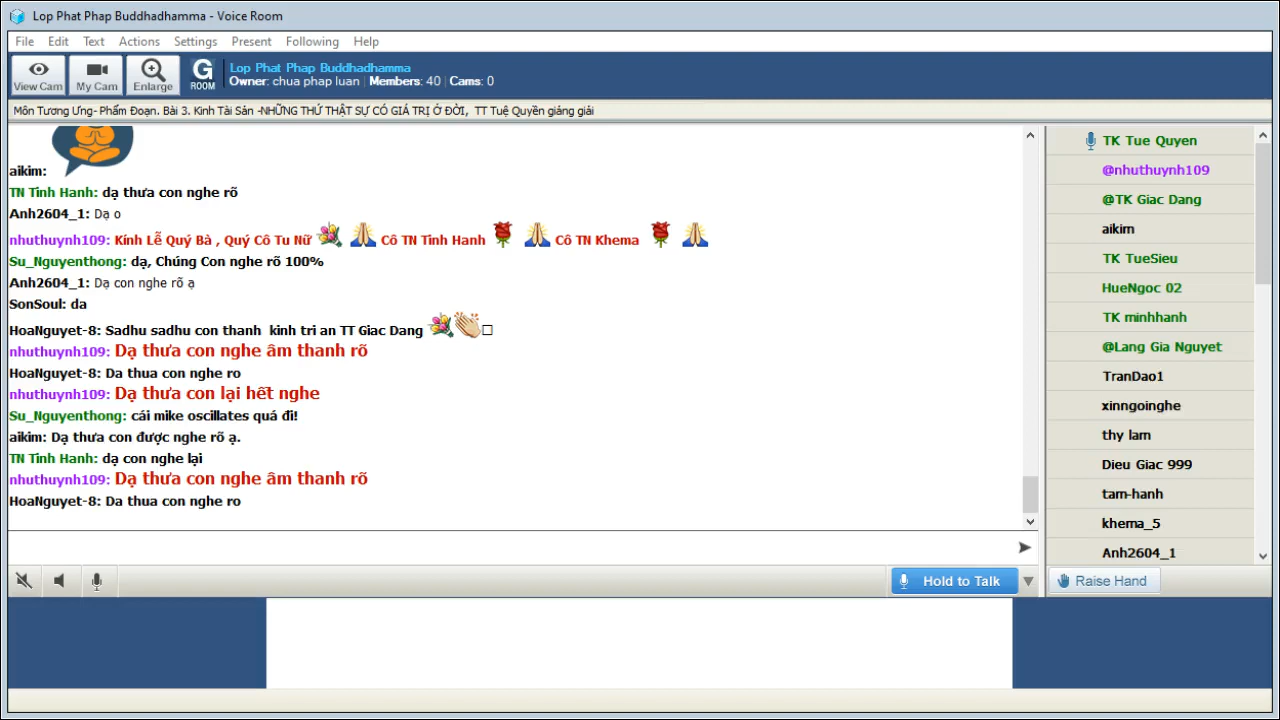 Lop Phat Phap Buddhadhamma - Voice Room
File Edit Text Actions Settings Present Following Help
View Cam My Cam Enlarge G ROOM
Lop Phat Phap Buddhadhamma
Owner: chua phap luan Members: 40 Cams: 0
Môn Tương Ưng- Phẩm Đoạn. Bài 3. Kinh Tài Sản -NHỮNG THỨ THẬT SỰ CÓ GIÁ TRỊ Ở ĐỜI, TT Tuệ Quyền giảng giải
aikim:
TN Tinh Hanh: dạ thưa con nghe rõ
Anh2604_1: Dạ o
nhuthuynh109: Kính Lễ Quý Bà , Quý Cô Tu Nữ Cô TN Tinh Hanh Cô TN Khema
Su_Nguyenthong: dạ, Chúng Con nghe rõ 100%
Anh2604_1: Dạ con nghe rõ ạ
SonSoul: da
HoaNguyet-8: Sadhu sadhu con thanh kinh tri an TT Giac Dang
nhuthuynh109: Dạ thưa con nghe âm thanh rõ
HoaNguyet-8: Da thua con nghe ro
nhuthuynh109: Dạ thưa con lại hết nghe
Su_Nguyenthong: cái mike oscillates quá đi!
aikim: Dạ thưa con được nghe rõ ạ.
TN Tinh Hanh: dạ con nghe lại
nhuthuynh109: Dạ thưa con nghe âm thanh rõ
HoaNguyet-8: Da thua con nghe ro
TK Tue Quyen
@nhuthuynh109
@TK Giac Dang
aikim
TK TueSieu
HueNgoc 02
TK minhhanh
@Lang Gia Nguyet
TranDao1
xinngoinghe
thy lam
Dieu Giac 999
tam-hanh
khema_5
Anh2604_1
Hold to Talk
Raise Hand